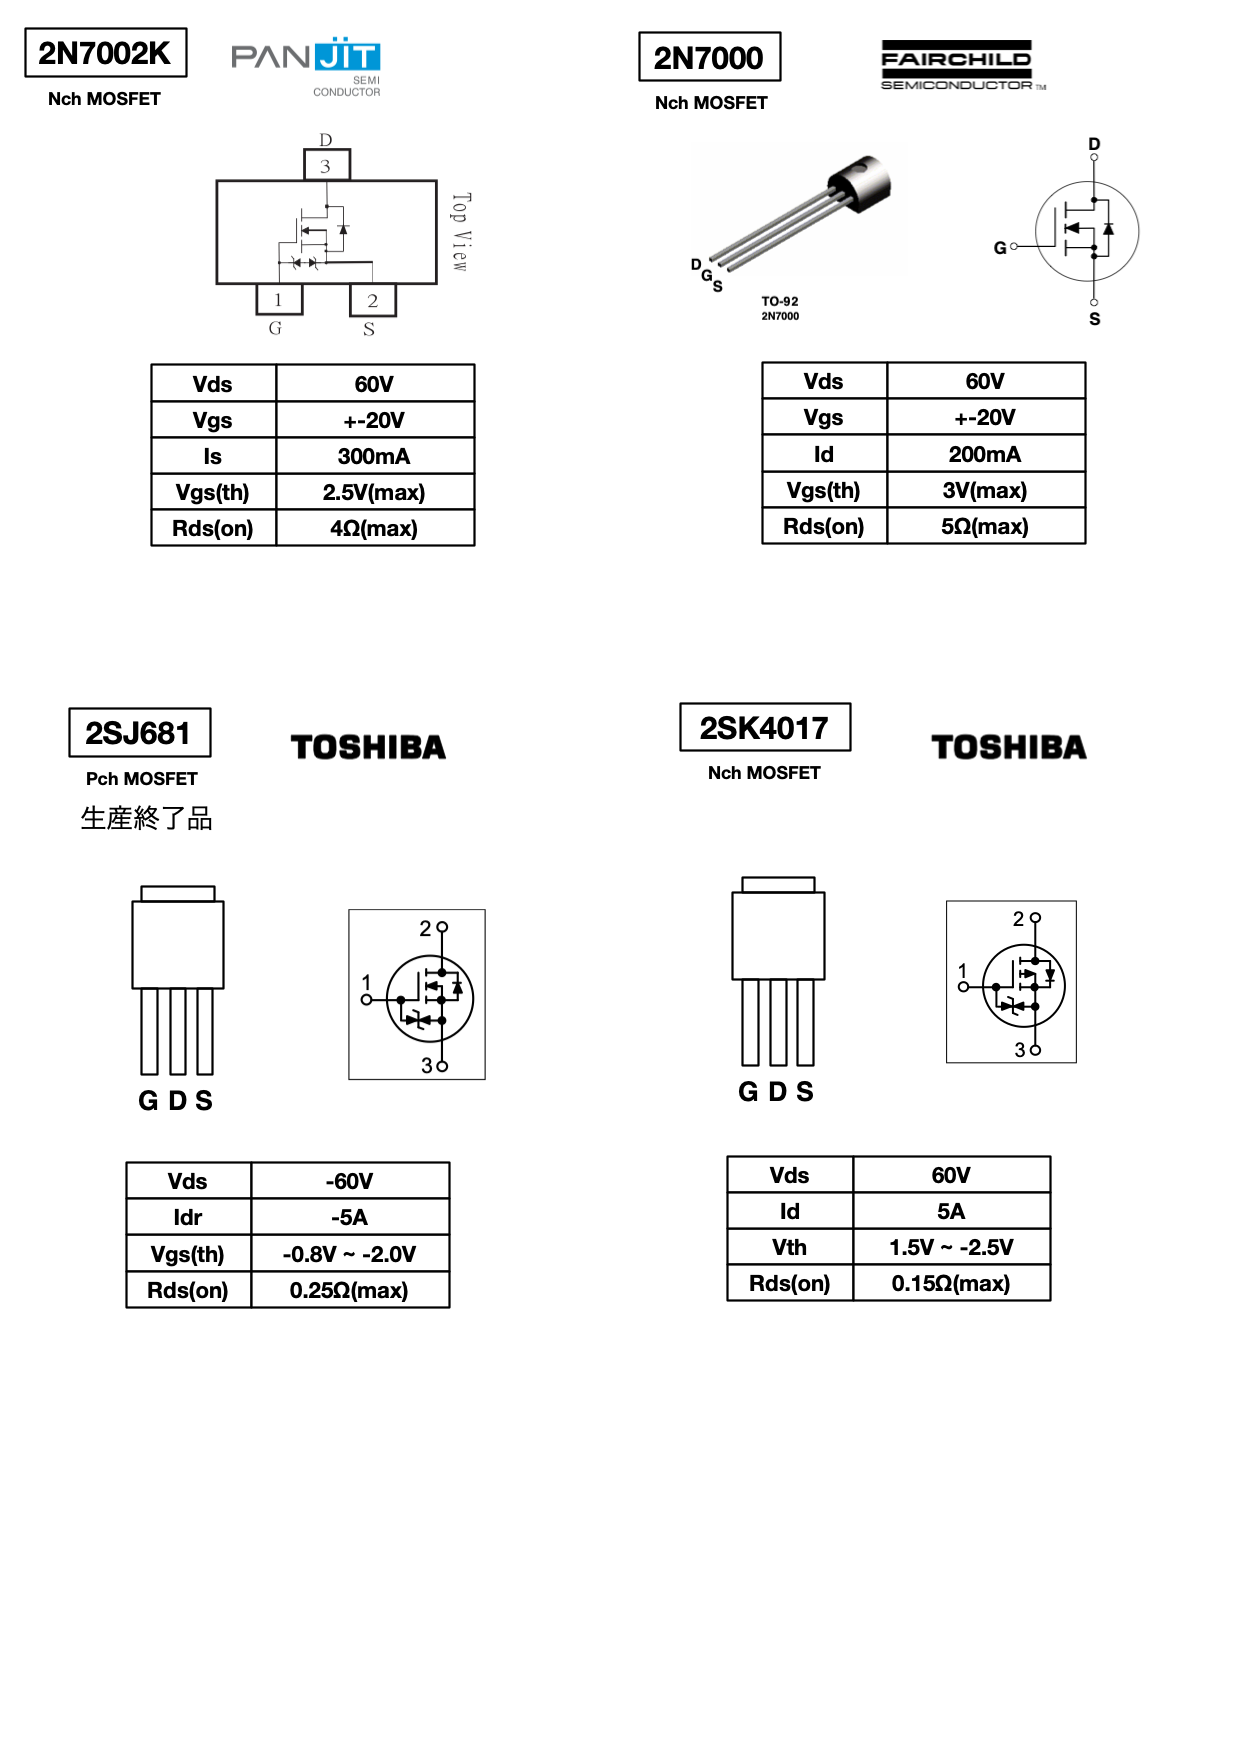 2N7002K
PANJIT
SEMI
CONDUCTOR
Nch MOSFET
D
3
Top View
1
2
G
S
Vds 60V
Vgs +-20V
Is 300mA
Vgs(th) 2.5V(max)
Rds(on) 4Ω(max)
2N7000
FAIRCHILD
SEMICONDUCTOR TM
Nch MOSFET
D
G
S
TO-92
2N7000
D
G
S
Vds 60V
Vgs +-20V
Id 200mA
Vgs(th) 3V(max)
Rds(on) 5Ω(max)
2SJ681
TOSHIBA
Pch MOSFET
生産終了品
G D S
2
1
3
Vds -60V
Idr -5A
Vgs(th) -0.8V ~ -2.0V
Rds(on) 0.25Ω(max)
2SK4017
TOSHIBA
Nch MOSFET
G D S
2
1
3
Vds 60V
Id 5A
Vth 1.5V ~ -2.5V
Rds(on) 0.15Ω(max)